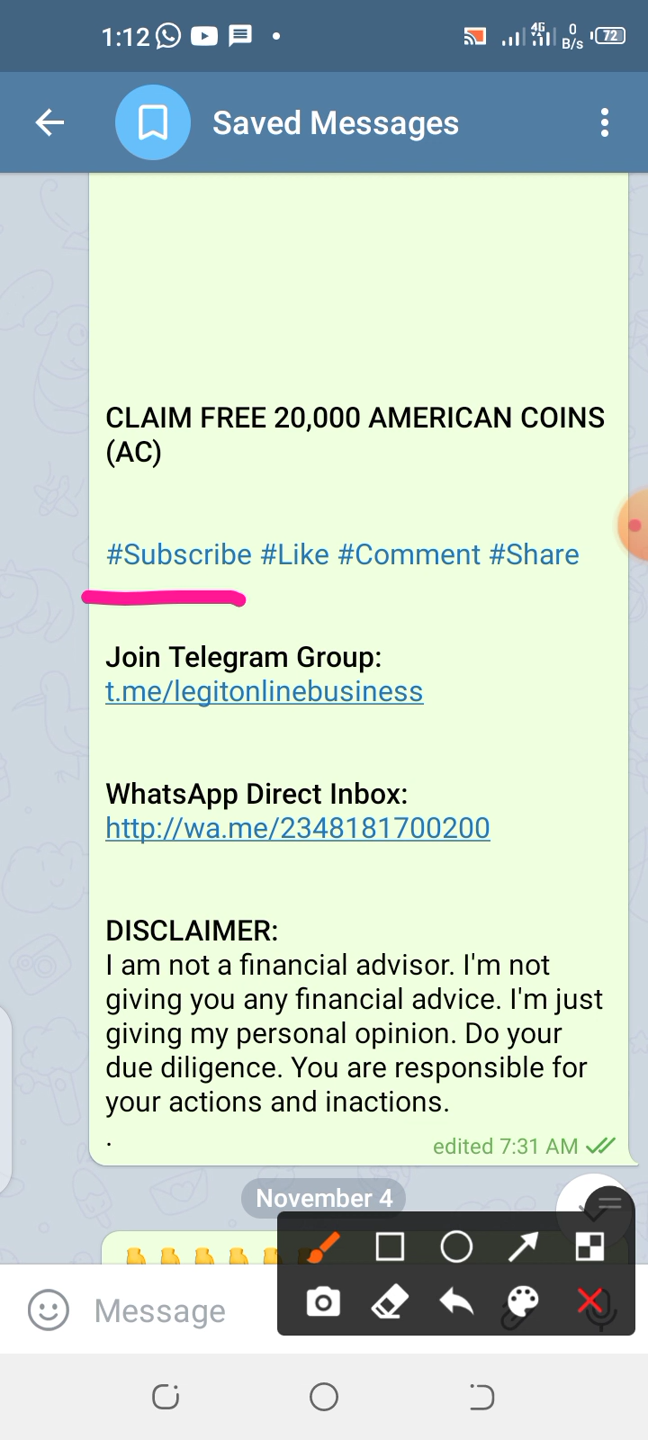 1:12
4G
0
B/s
72
Saved Messages
CLAIM FREE 20,000 AMERICAN COINS
(AC)
#Subscribe #Like #Comment #Share
Join Telegram Group:
t.me/legitonlinebusiness
WhatsApp Direct Inbox:
http://wa.me/2348181700200
DISCLAIMER:
I am not a financial advisor. I'm not
giving you any financial advice. I'm just
giving my personal opinion. Do your
due diligence. You are responsible for
your actions and inactions.
.
edited 7:31 AM
November 4
Message